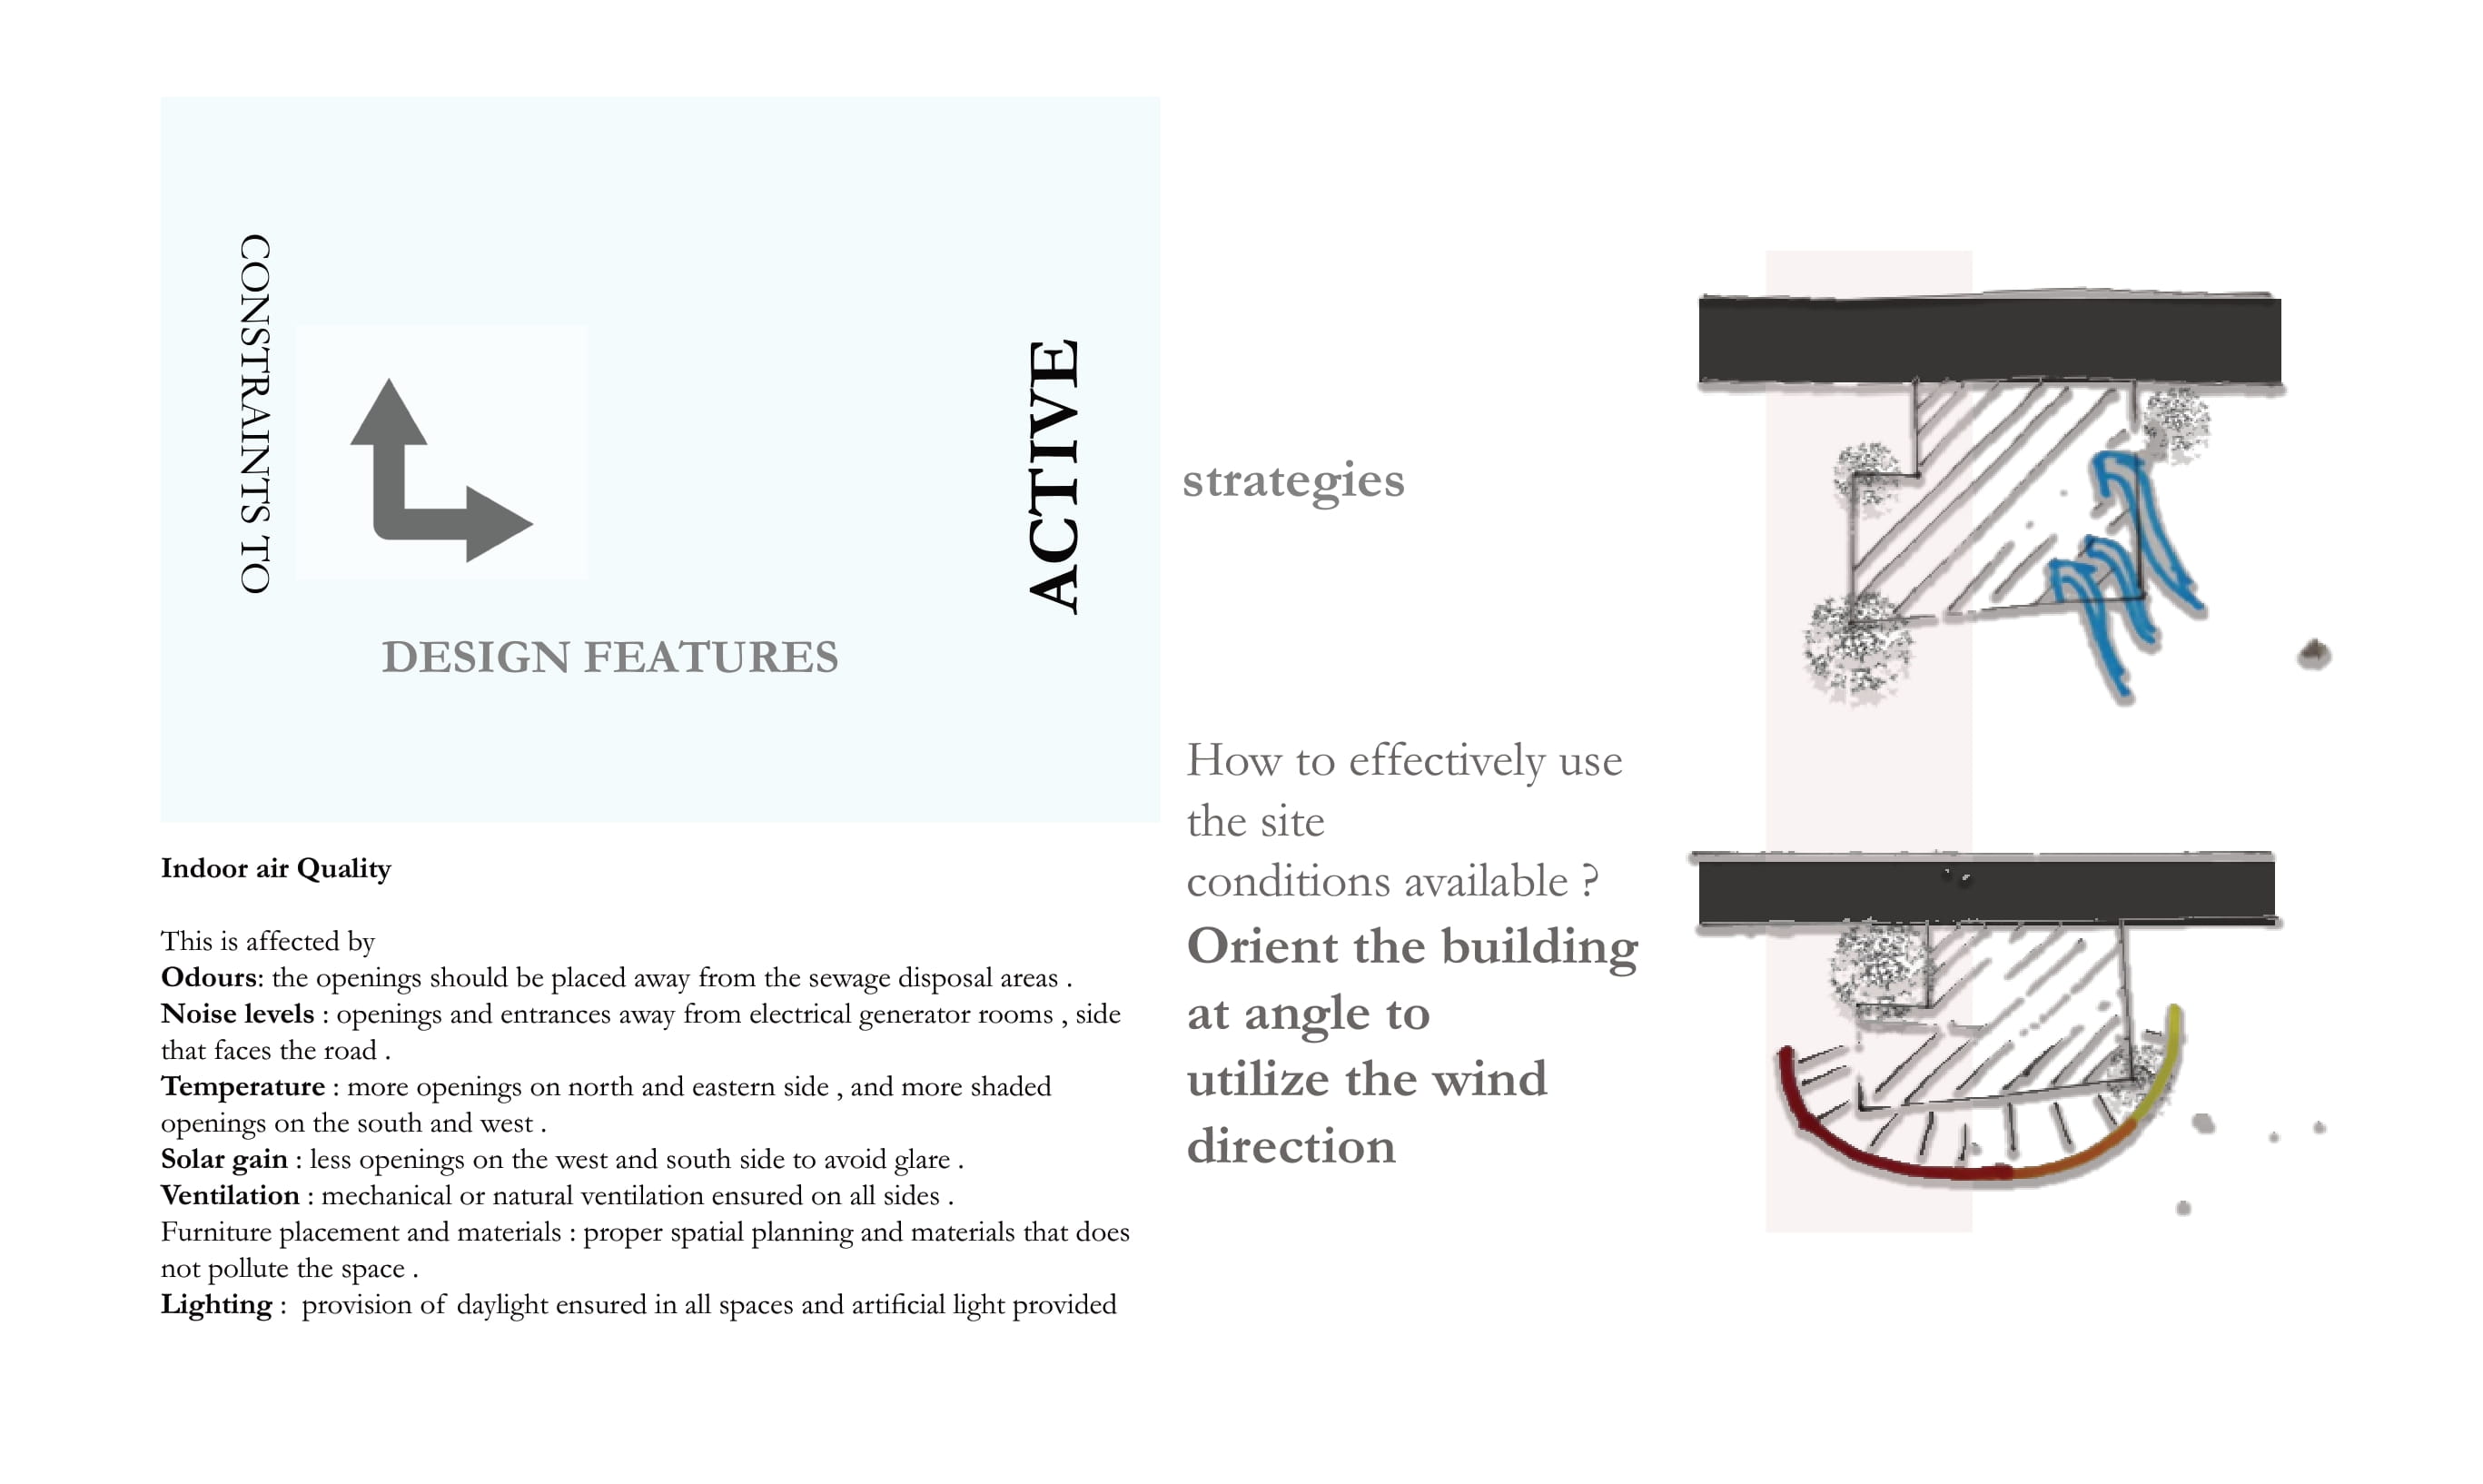 CONSTRAINTS TO
DESIGN FEATURES
ACTIVE
strategies
Indoor air Quality
This is affected by
Odours: the openings should be placed away from the sewage disposal areas .
Noise levels : openings and entrances away from electrical generator rooms , side
that faces the road .
Temperature : more openings on north and eastern side , and more shaded
openings on the south and west .
Solar gain : less openings on the west and south side to avoid glare .
Ventilation : mechanical or natural ventilation ensured on all sides .
Furniture placement and materials : proper spatial planning and materials that does
not pollute the space .
Lighting :  provision of daylight ensured in all spaces and artificial light provided
How to effectively use
the site
conditions available ?
Orient the building
at angle to
utilize the wind
direction